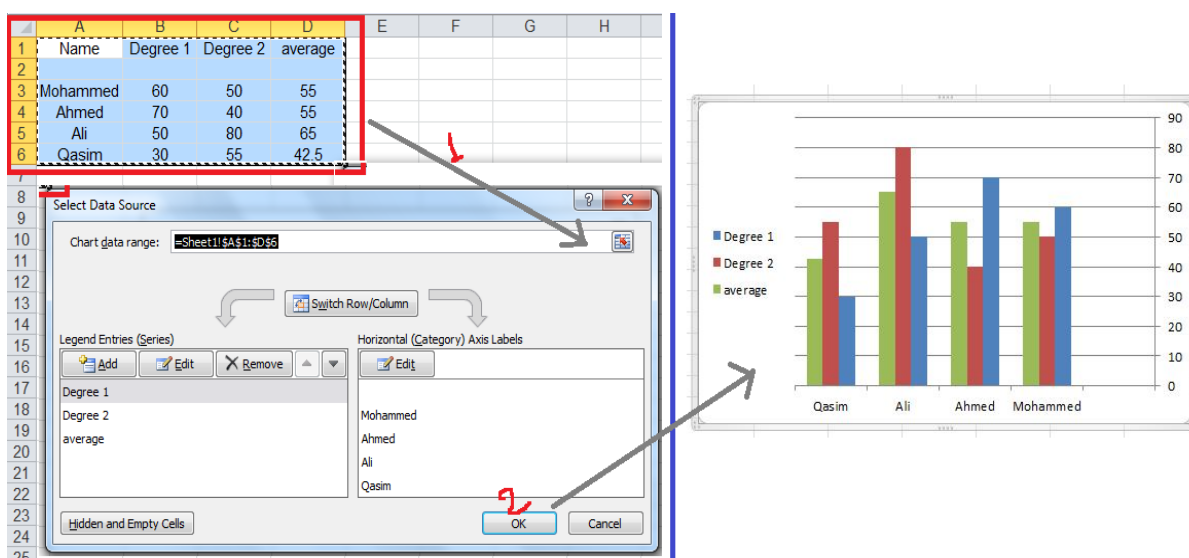 A B C D E F G H
1 Name Degree 1 Degree 2 average
2
3 Mohammed 60 50 55
4 Ahmed 70 40 55
5 Ali 50 80 65
6 Qasim 30 55 42.5
7
8
9
10
11
12
13
14
15
16
17
18
19
20
21
22
23
24
25
1
Select Data Source
Chart data range: =Sheet1!$A$1:$D$6
Switch Row/Column
Legend Entries (Series)
Add Edit Remove
Degree 1
Degree 2
average
Horizontal (Category) Axis Labels
Edit
Mohammed
Ahmed
Ali
Qasim
Hidden and Empty Cells
2
OK Cancel
90
80
70
60
50
40
30
20
10
0
Degree 1
Degree 2
average
Qasim Ali Ahmed Mohammed